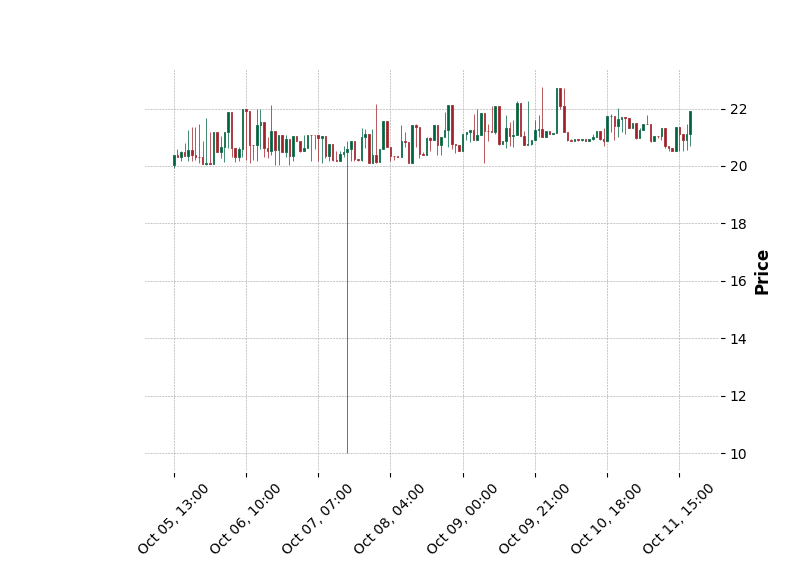 22
20
18
16
14
12
10
Price
Oct 05, 13:00
Oct 06, 10:00
Oct 07, 07:00
Oct 08, 04:00
Oct 09, 00:00
Oct 09, 21:00
Oct 10, 18:00
Oct 11, 15:00